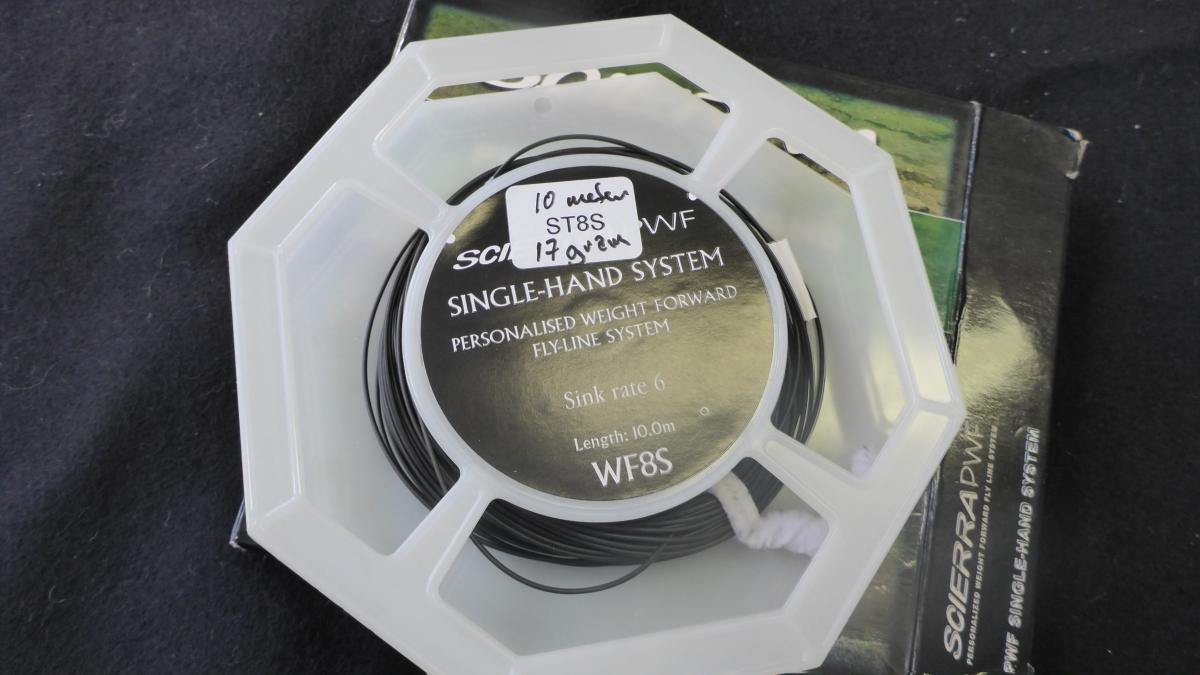 10 meter
ST8S
17 gram
SCI PWF
SINGLE-HAND SYSTEM
PERSONALISED WEIGHT FORWARD
FLY-LINE SYSTEM
Sink rate 6
Length: 10.0m
WF8S
SCIERRA PWF
PERSONALIZED WEIGHT FORWARD FLY LINE SYSTEM
PWF SINGLE-HAND SYSTEM